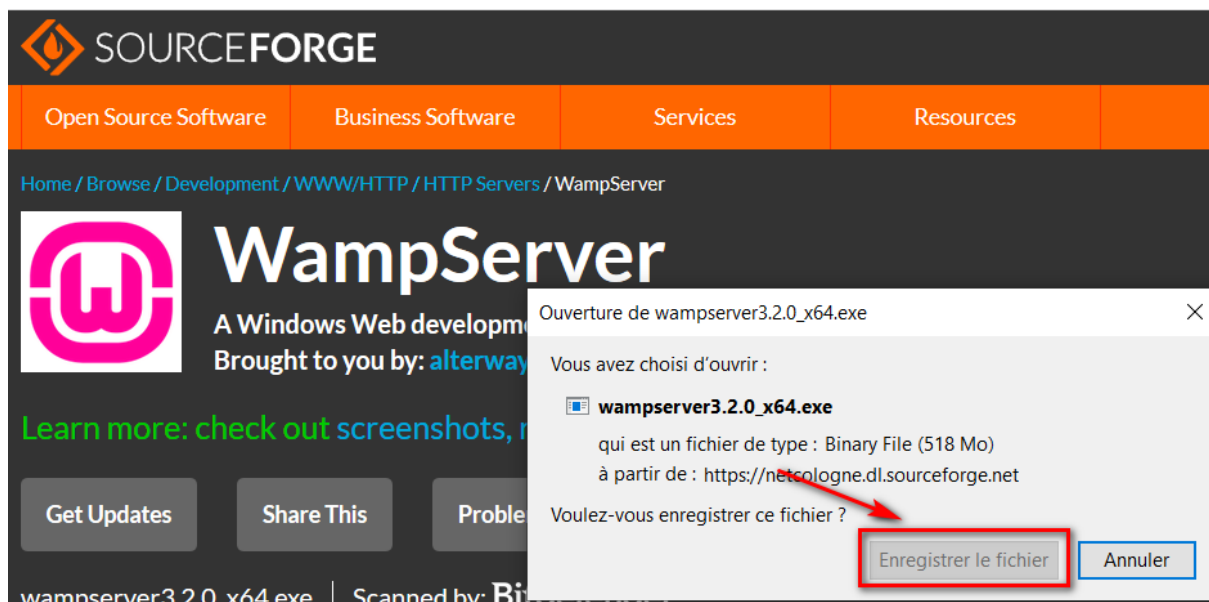 SOURCEFORGE
Open Source Software Business Software Services Resources
Home / Browse / Development / WWW/HTTP / HTTP Servers / WampServer
WampServer
A Windows Web
Brought to you by: alterway
Learn more: check out screenshots,
Get Updates Share This
wampserver3.2.0_x64.exe Scanned by:
Ouverture de wampserver3.2.0_x64.exe
Vous avez choisi d’ouvrir :
wampserver3.2.0_x64.exe
qui est un fichier de type : Binary File (518 Mo)
à partir de : https://netcologne.dl.sourceforge.net
Voulez-vous enregistrer ce fichier ?
Enregistrer le fichier Annuler